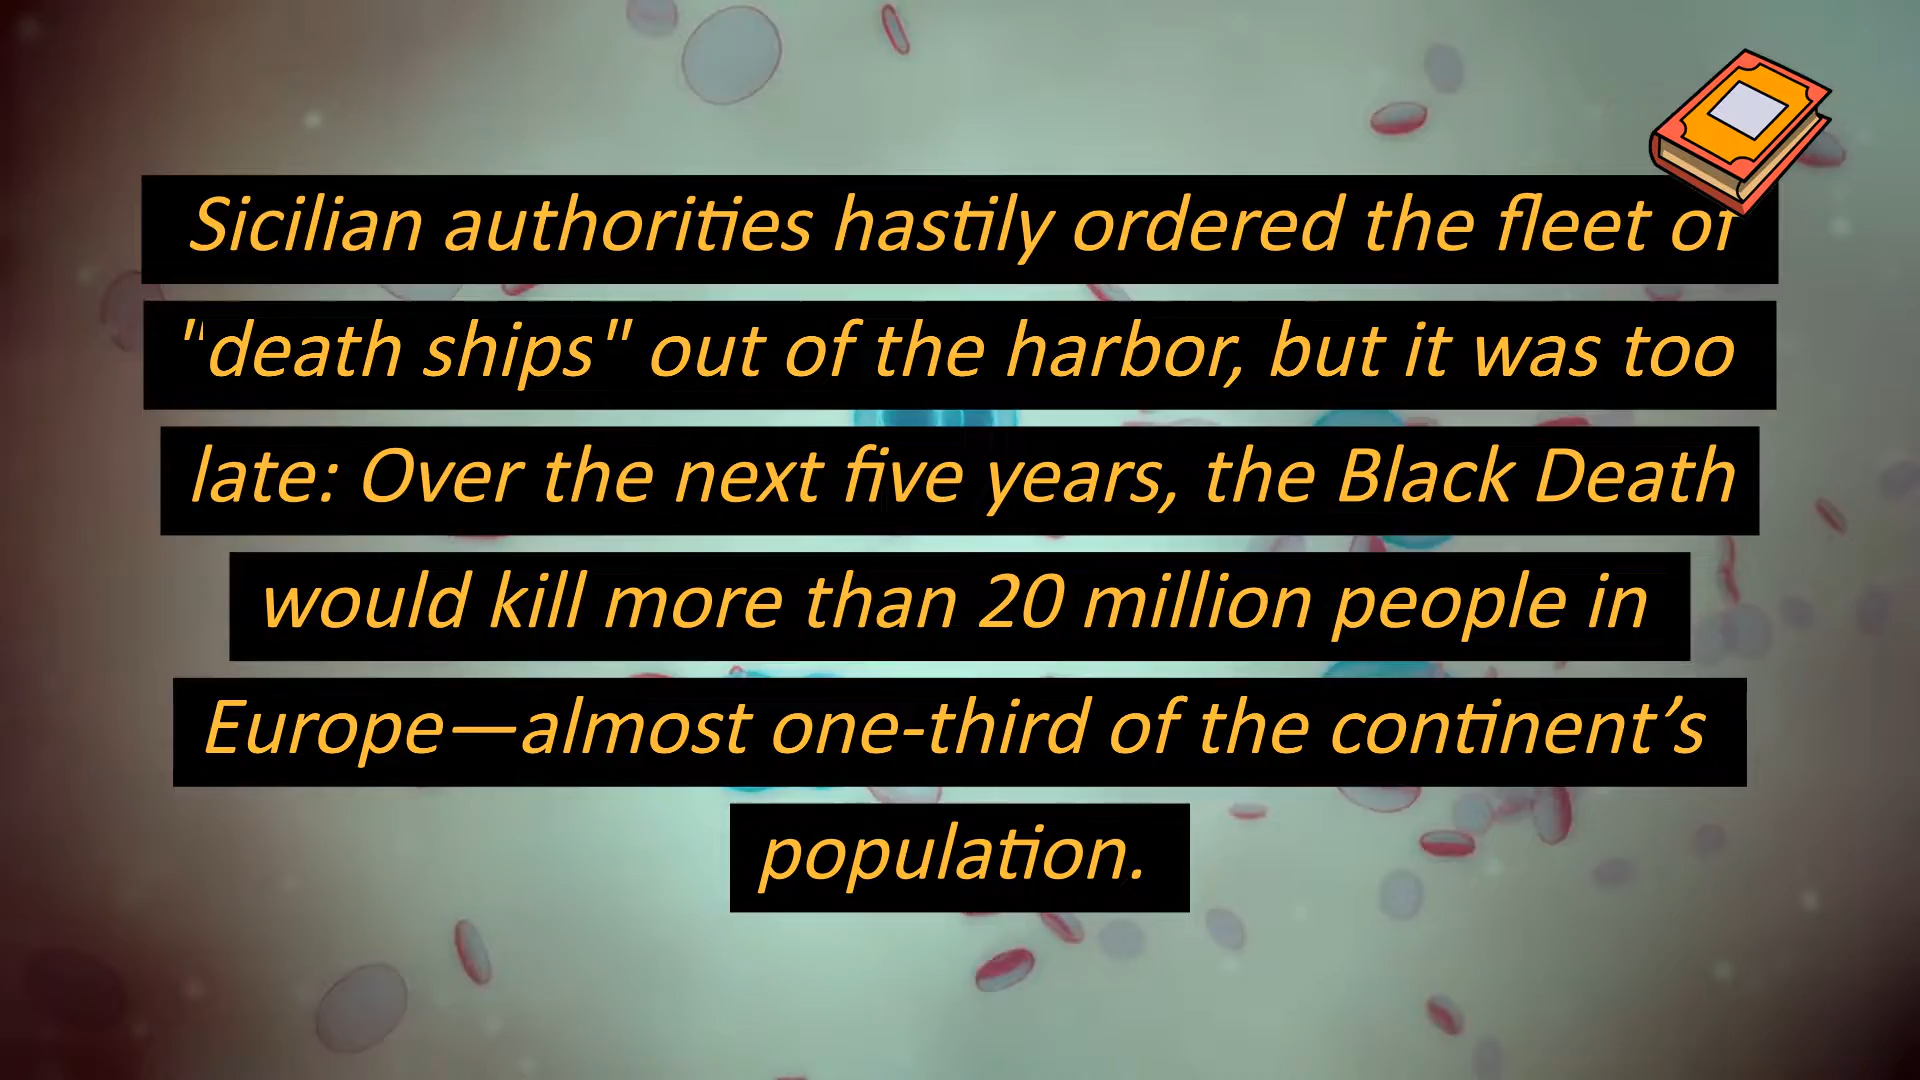 Sicilian authorities hastily ordered the fleet of
"death ships" out of the harbor, but it was too
late: Over the next five years, the Black Death
would kill more than 20 million people in
Europe—almost one-third of the continent’s
population.